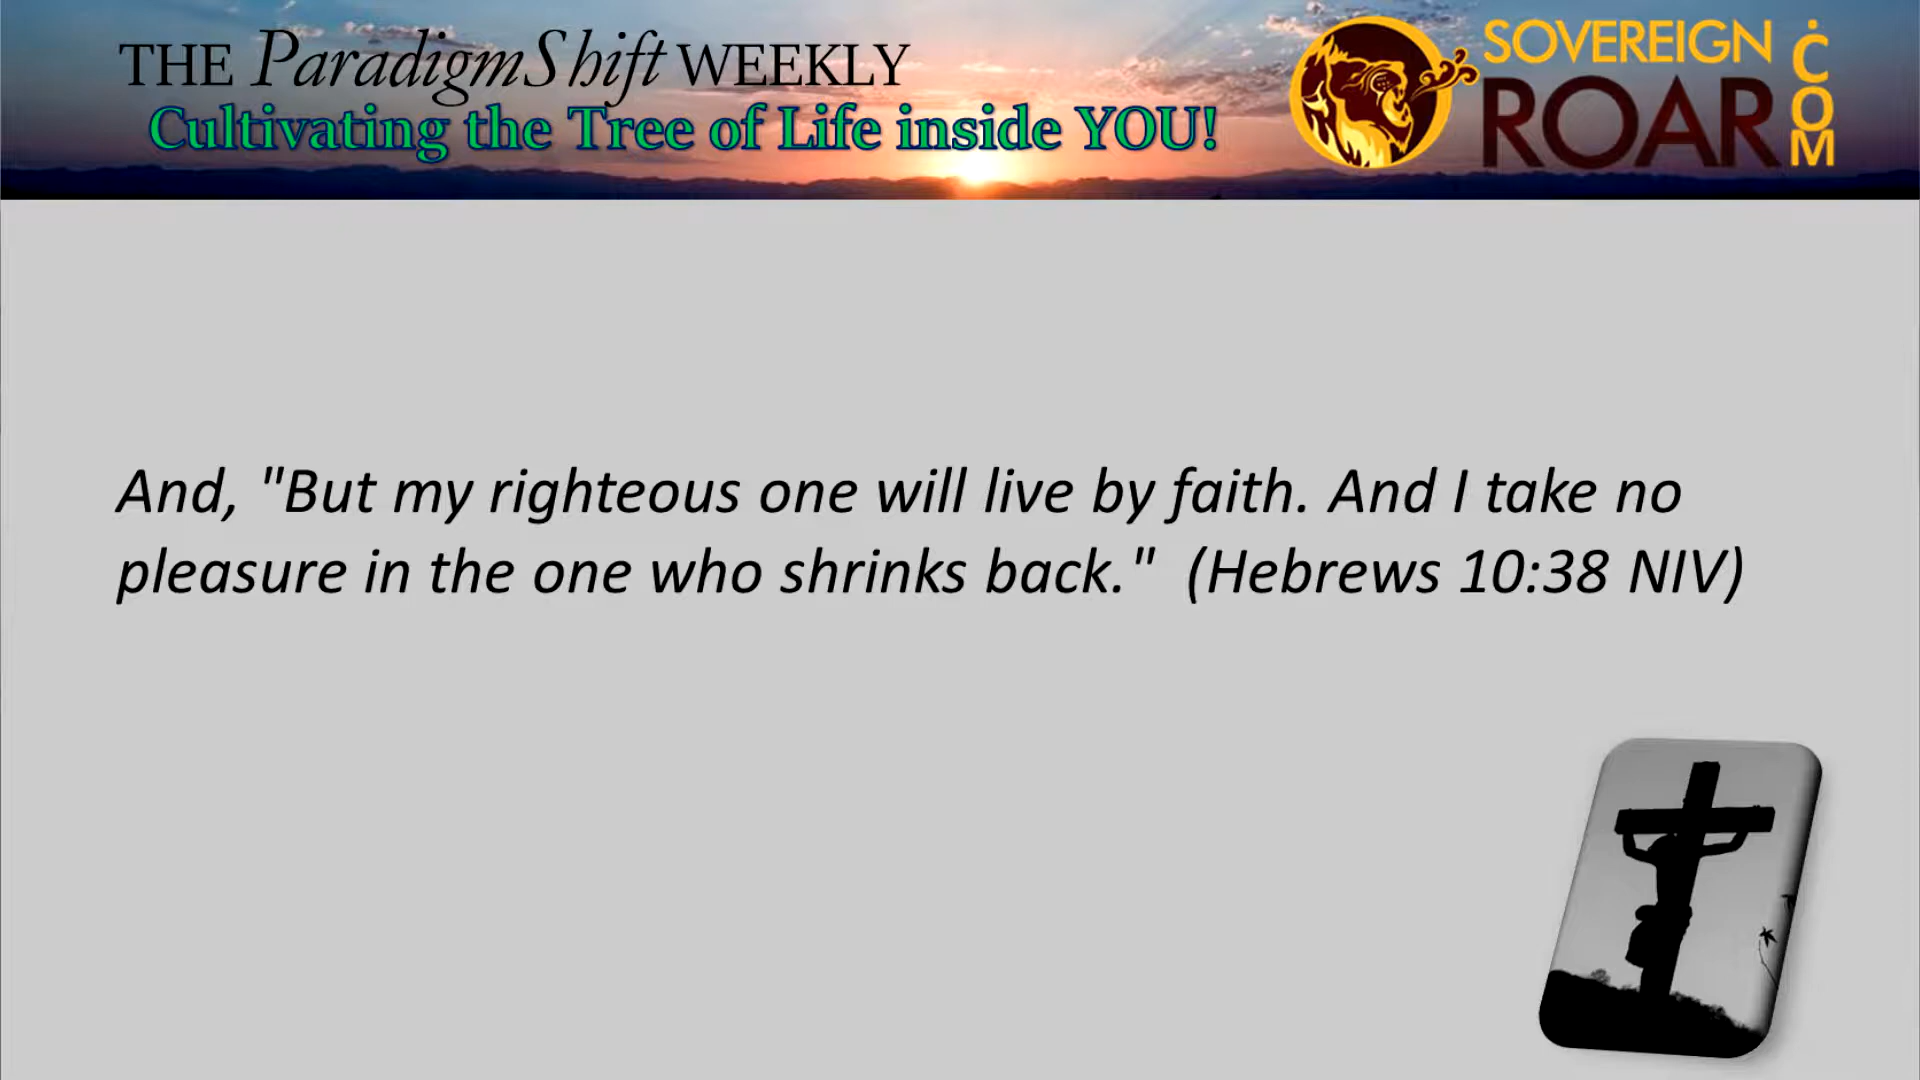 THE ParadigmShift WEEKLY
Cultivating the Tree of Life inside YOU!
SOVEREIGN
ROAR
.COM
And, "But my righteous one will live by faith. And I take no
pleasure in the one who shrinks back."  (Hebrews 10:38 NIV)